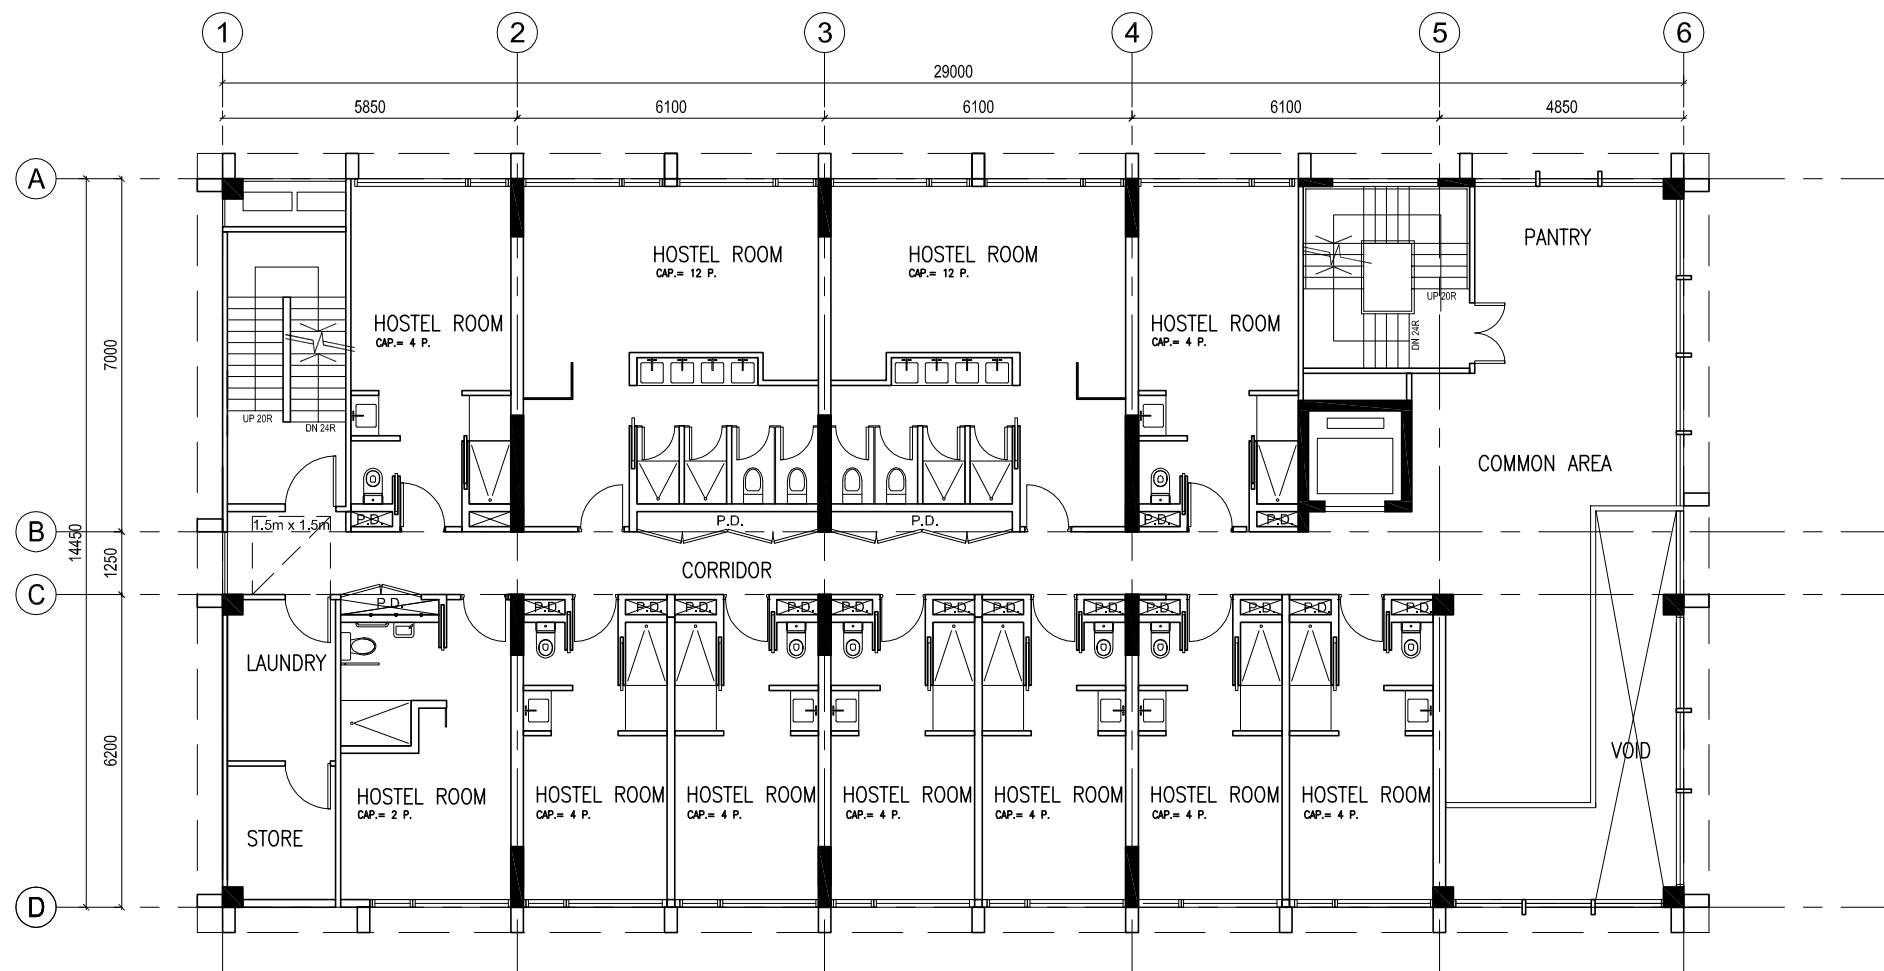 1 2 3 4 5 6
29000
5850 6100 6100 6100 4850
A
PANTRY
HOSTEL ROOM HOSTEL ROOM
CAP.= 12 P. CAP.= 12 P.
UP 20R
HOSTEL ROOM HOSTEL ROOM
CAP.= 4 P. CAP.= 4 P.
DN 24R
7000
UP 20R
DN 24R
COMMON AREA
P.D. P.D. P.D. P.D. P.D.
1.5m x 1.5m
B
14450
1250
CORRIDOR
C
P.D. P.D. P.D. P.D. P.D. P.D. P.D. P.D. P.D. P.D. P.D. P.D. P.D.
LAUNDRY
6200
VOID
HOSTEL ROOM HOSTEL ROOM HOSTEL ROOM HOSTEL ROOM HOSTEL ROOM HOSTEL ROOM HOSTEL ROOM
CAP.= 2 P. CAP.= 4 P. CAP.= 4 P. CAP.= 4 P. CAP.= 4 P. CAP.= 4 P. CAP.= 4 P.
STORE
D